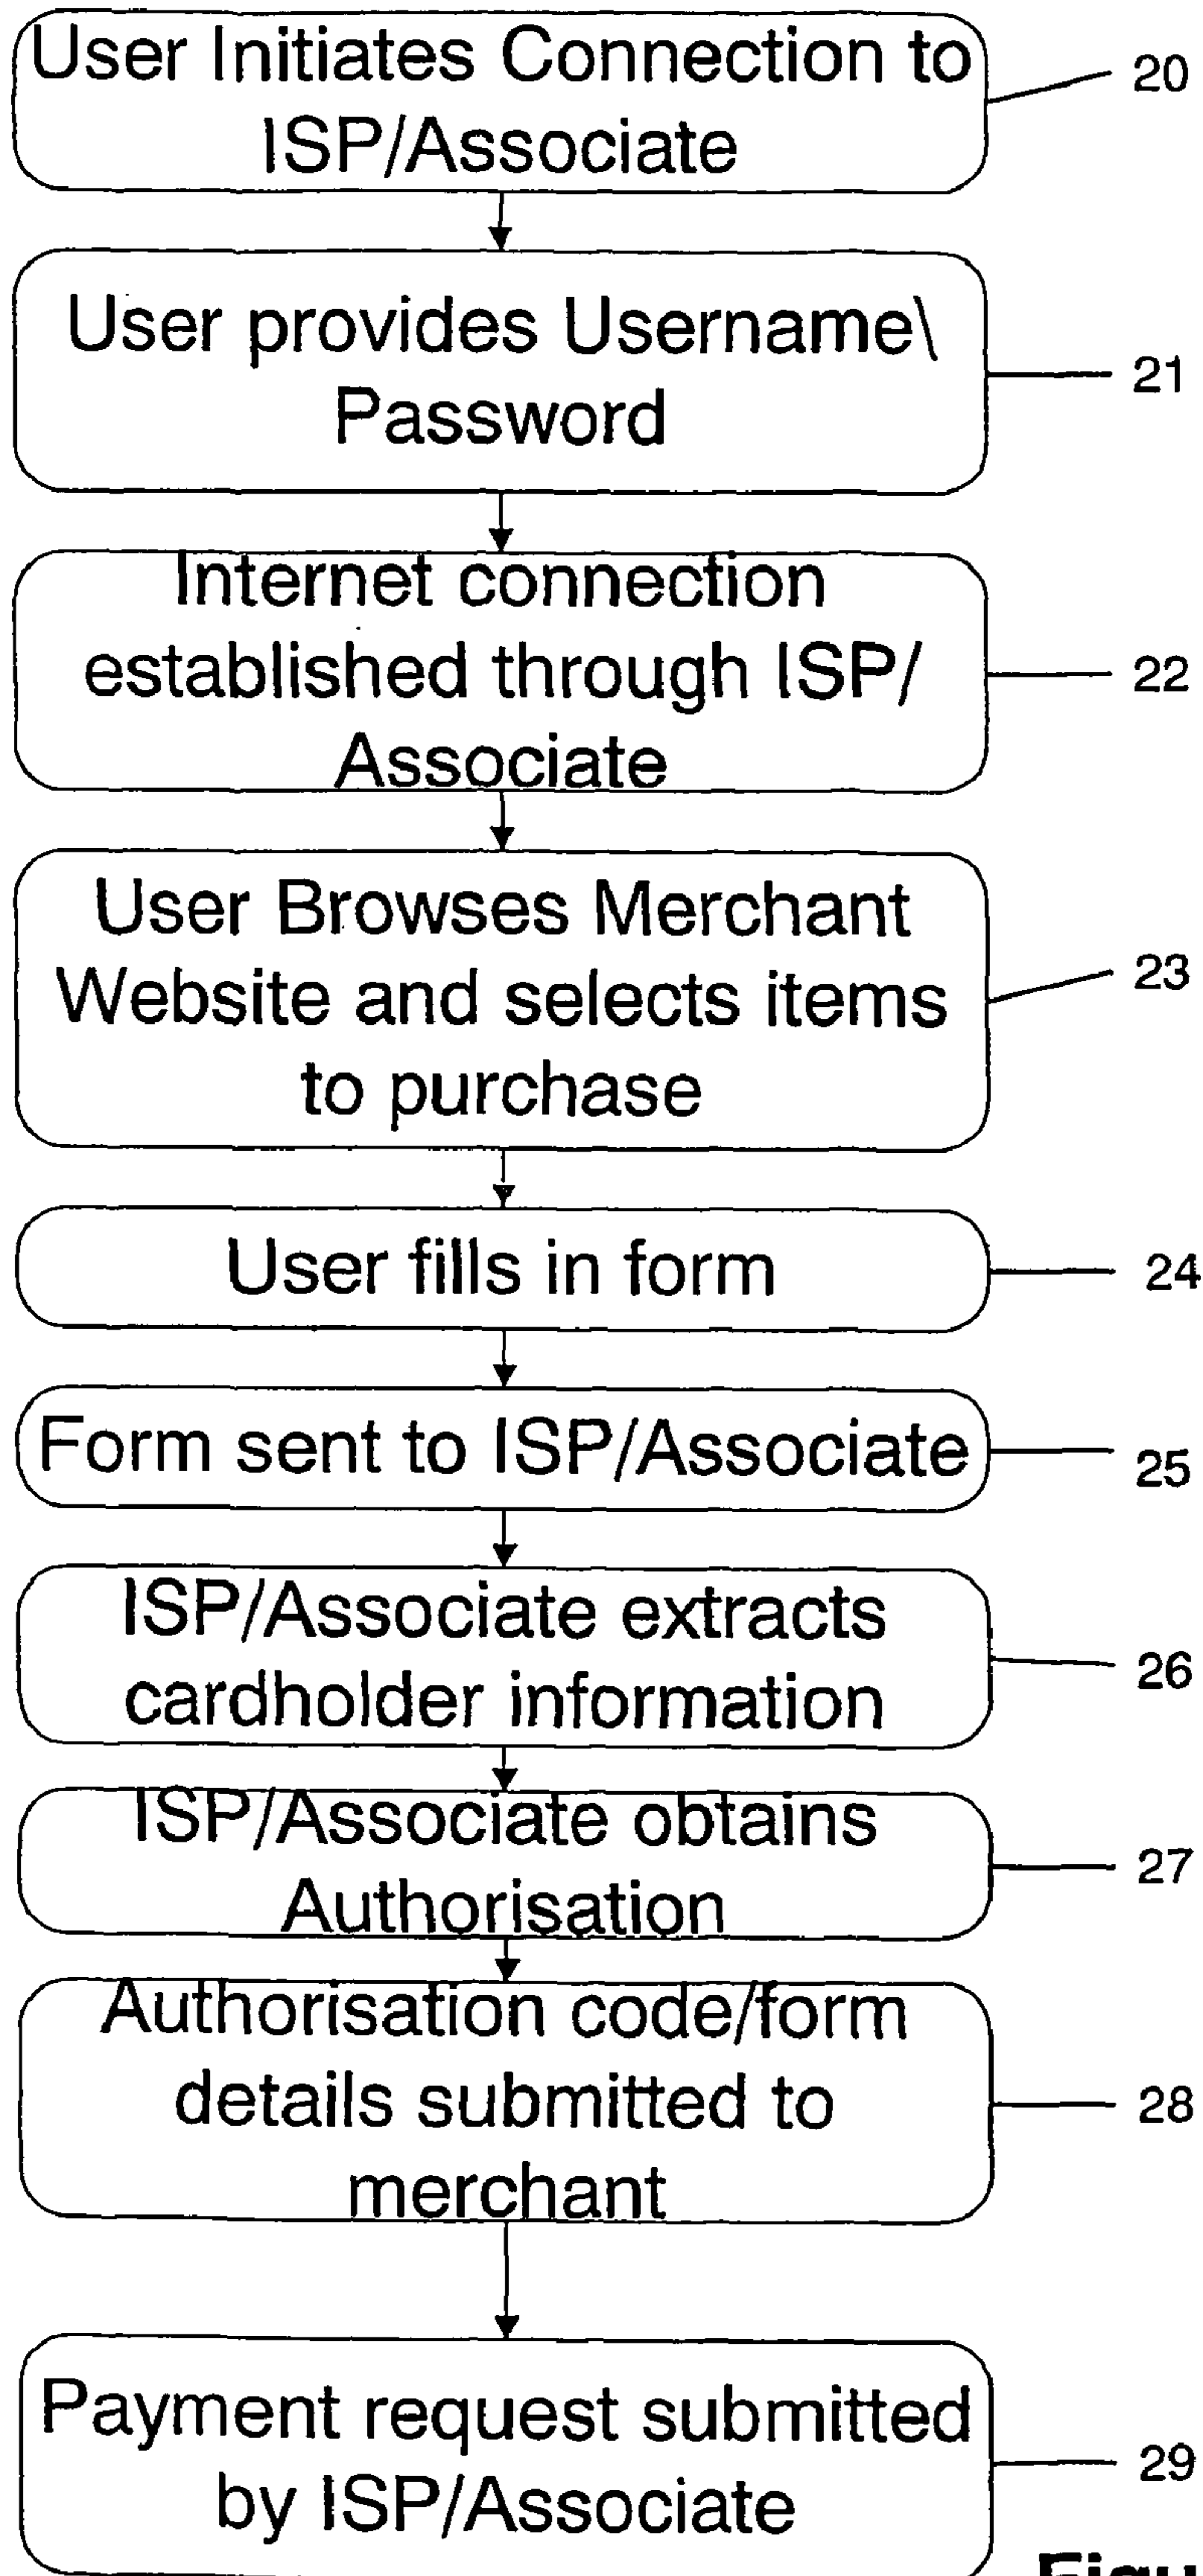 User Initiates Connection to
ISP/Associate
20
User provides Username\
Password
21
Internet connection
established through ISP/
Associate
22
User Browses Merchant
Website and selects items
to purchase
23
User fills in form
24
Form sent to ISP/Associate
25
ISP/Associate extracts
cardholder information
26
ISP/Associate obtains
Authorisation
27
Authorisation code/form
details submitted to
merchant
28
Payment request submitted
by ISP/Associate
29